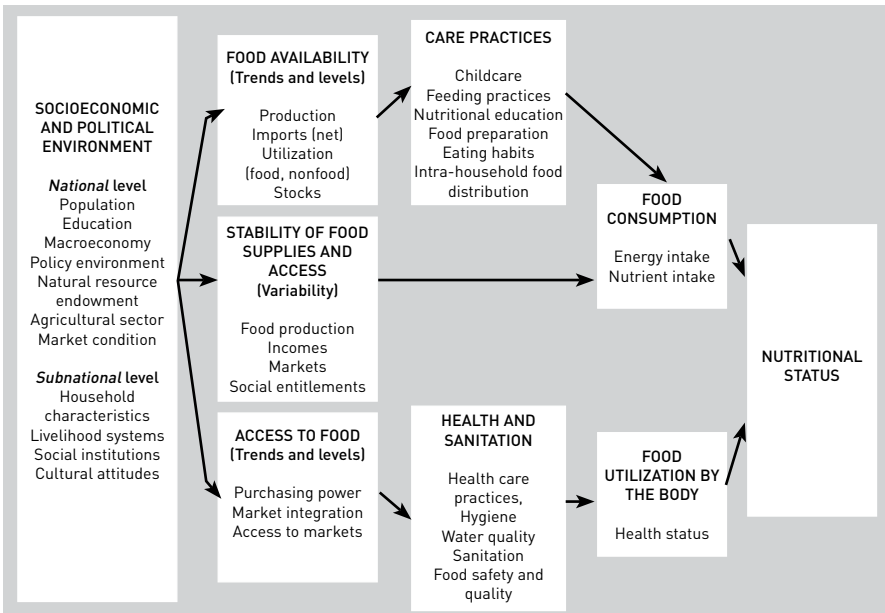 SOCIOECONOMIC
AND POLITICAL
ENVIRONMENT
National level
Population
Education
Macroeconomy
Policy environment
Natural resource
endowment
Agricultural sector
Market condition
Subnational level
Household
characteristics
Livelihood systems
Social institutions
Cultural attitudes
FOOD AVAILABILITY
(Trends and levels)
Production
Imports (net)
Utilization
(food, nonfood)
Stocks
STABILITY OF FOOD
SUPPLIES AND
ACCESS
(Variability)
Food production
Incomes
Markets
Social entitlements
ACCESS TO FOOD
(Trends and levels)
Purchasing power
Market integration
Access to markets
CARE PRACTICES
Childcare
Feeding practices
Nutritional education
Food preparation
Eating habits
Intra-household food
distribution
HEALTH AND
SANITATION
Health care
practices,
Hygiene
Water quality
Sanitation
Food safety and
quality
FOOD
CONSUMPTION
Energy intake
Nutrient intake
FOOD
UTILIZATION BY
THE BODY
Health status
NUTRITIONAL
STATUS